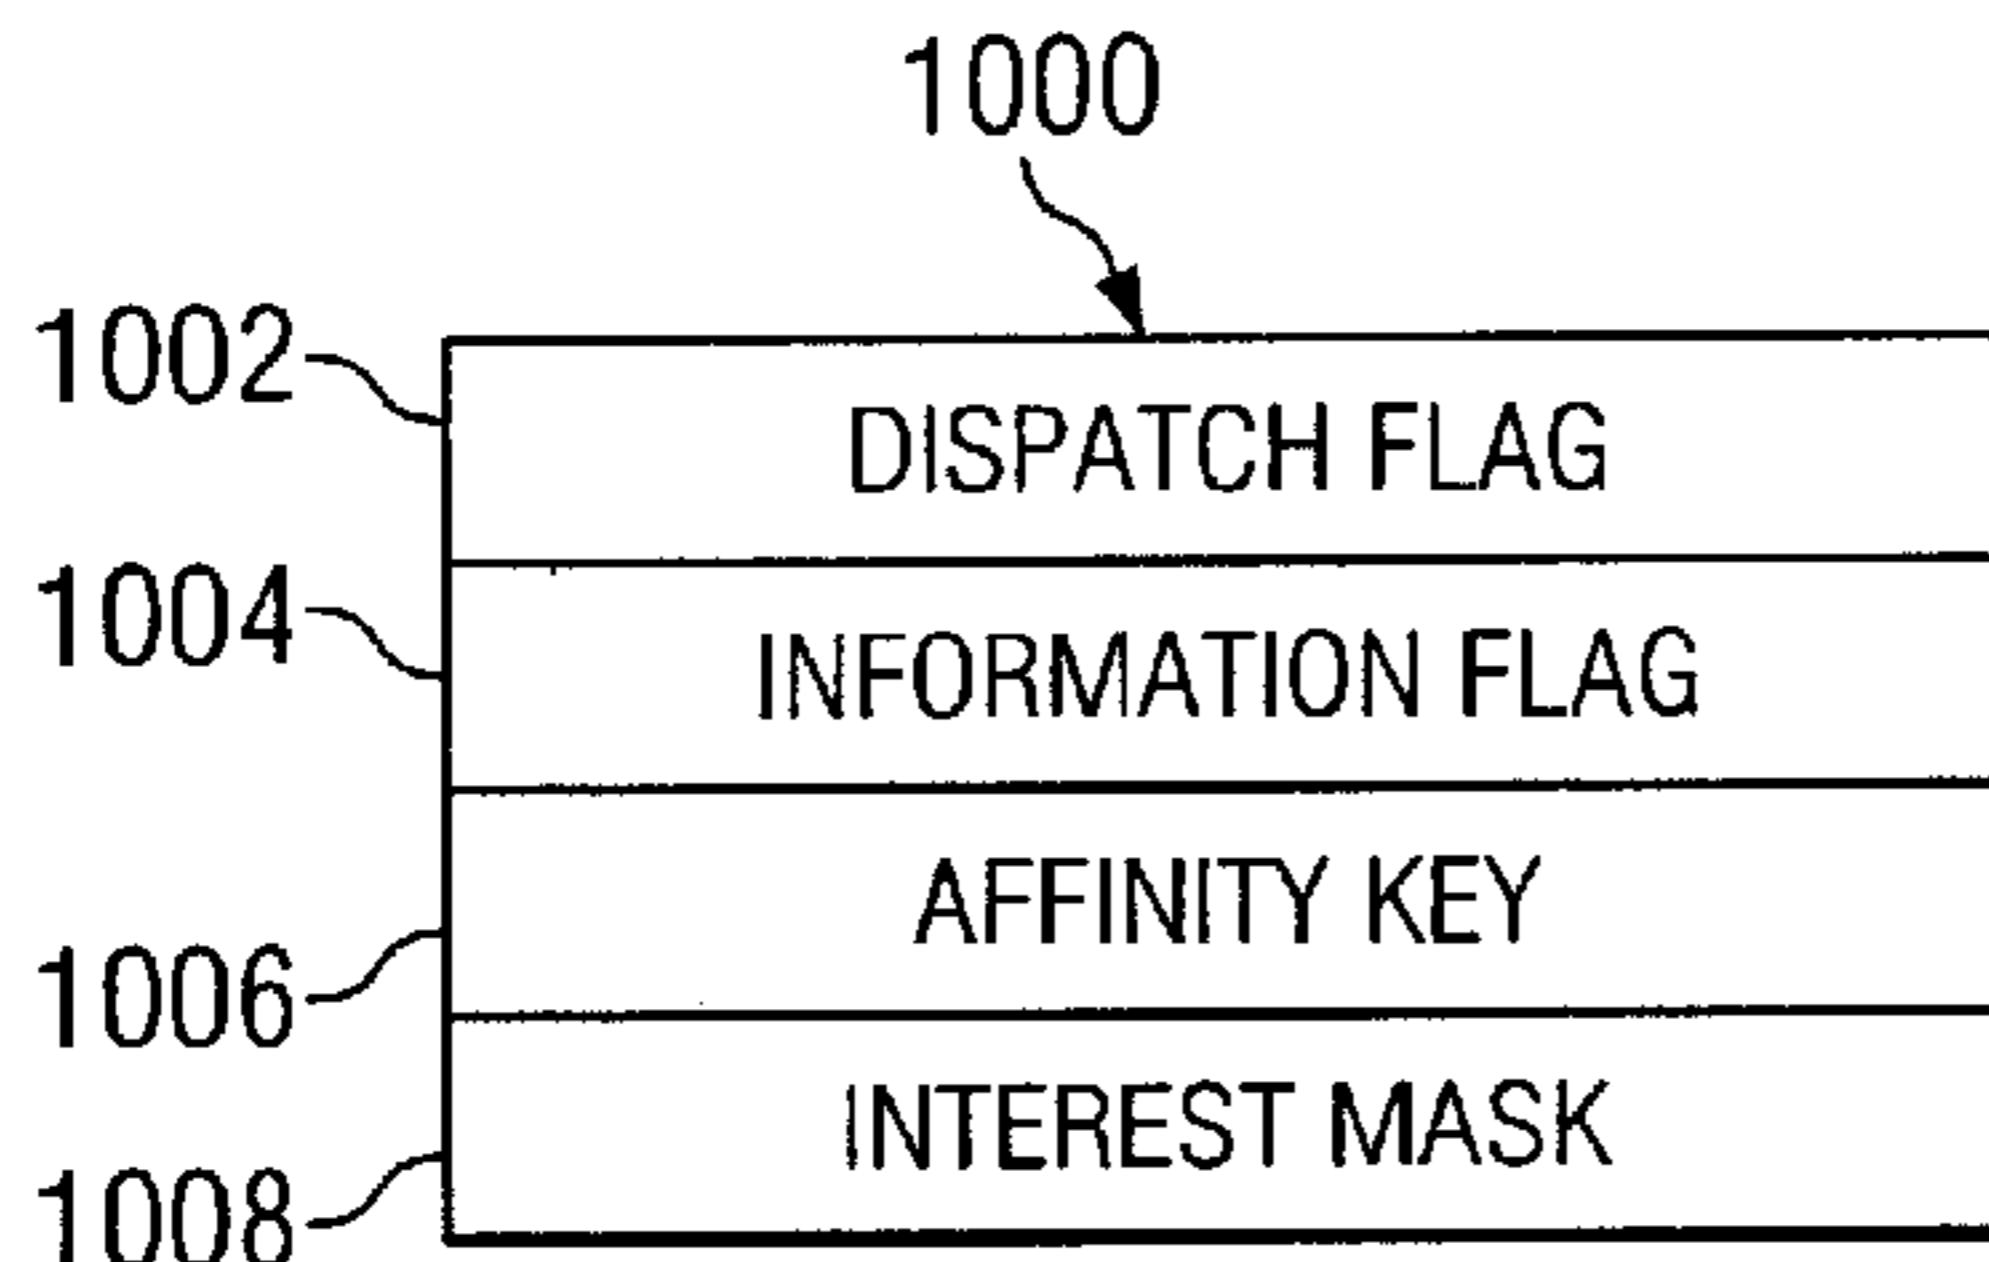 1000
1002
DISPATCH FLAG
1004
INFORMATION FLAG
AFFINITY KEY
1006
INTEREST MASK
1008